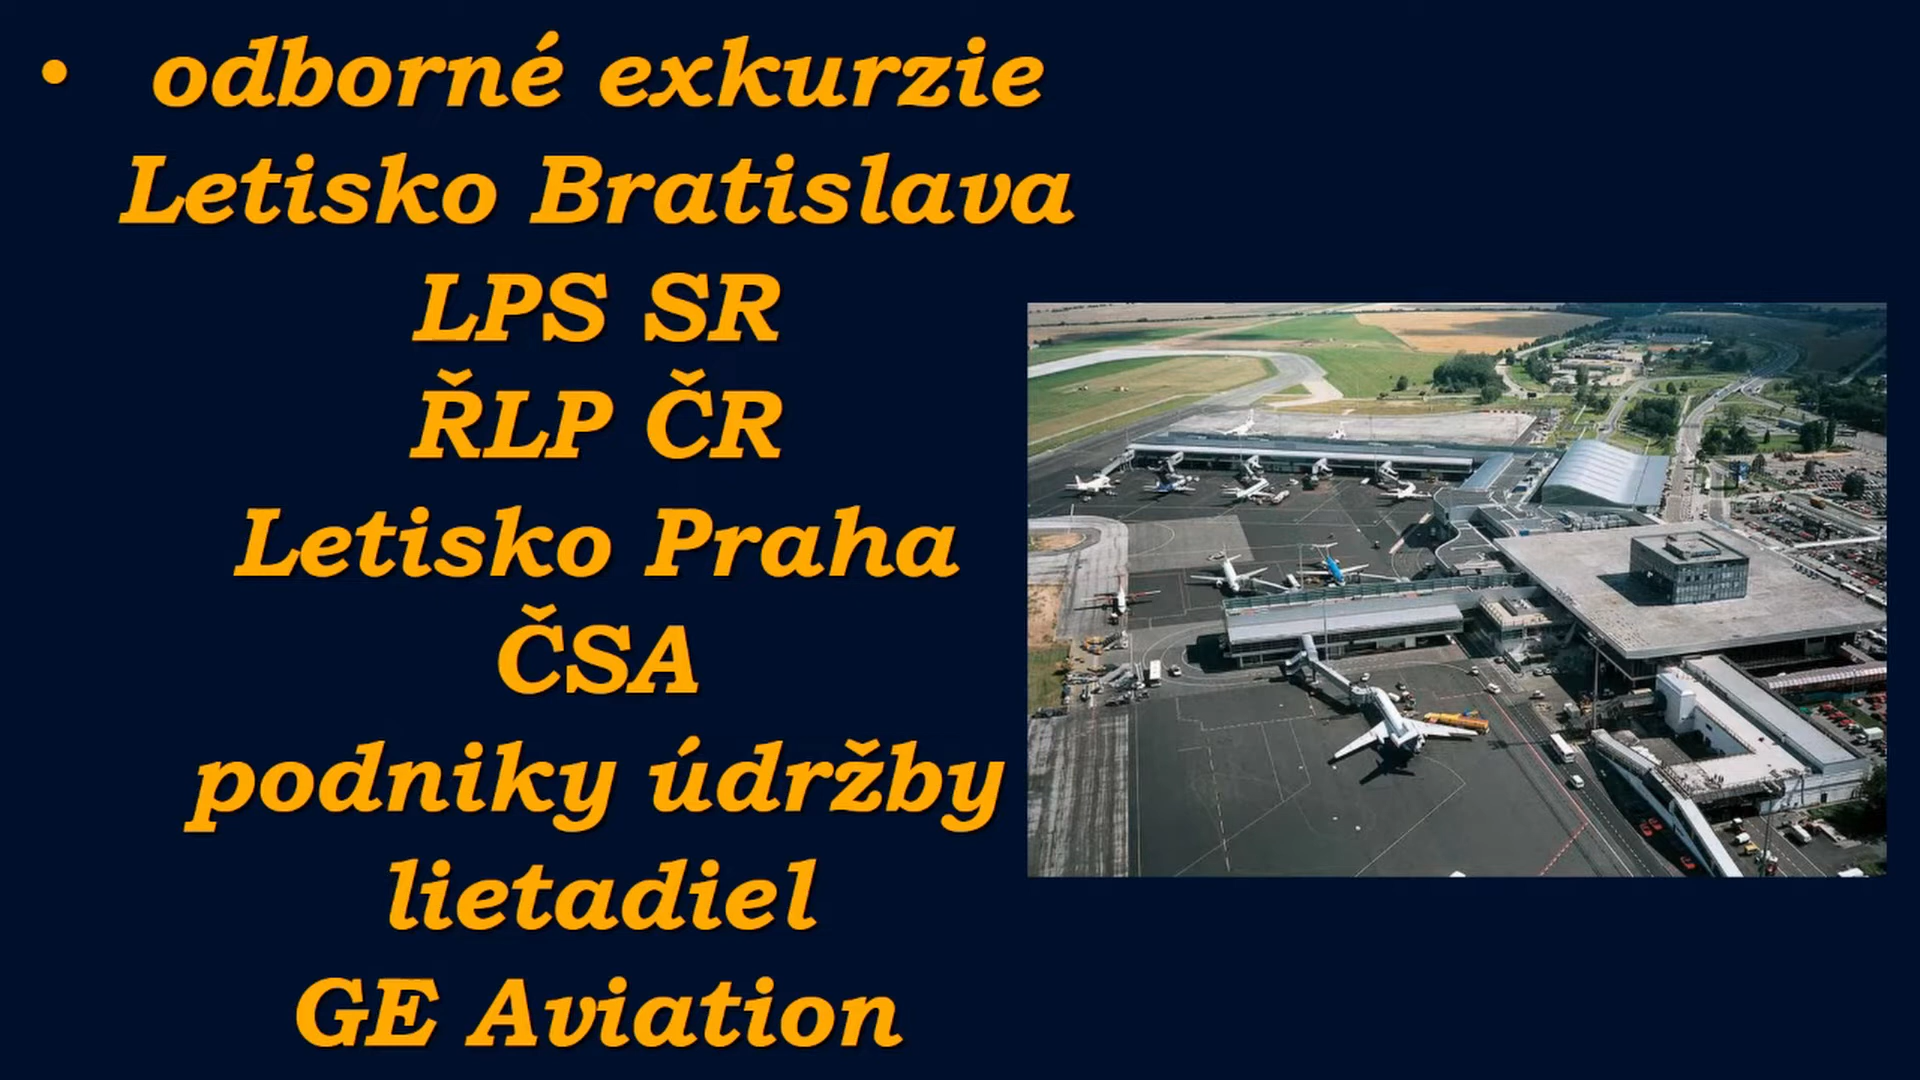 • odborné exkurzie
Letisko Bratislava
LPS SR
ŘLP ČR
Letisko Praha
ČSA
podniky údržby
lietadiel
GE Aviation